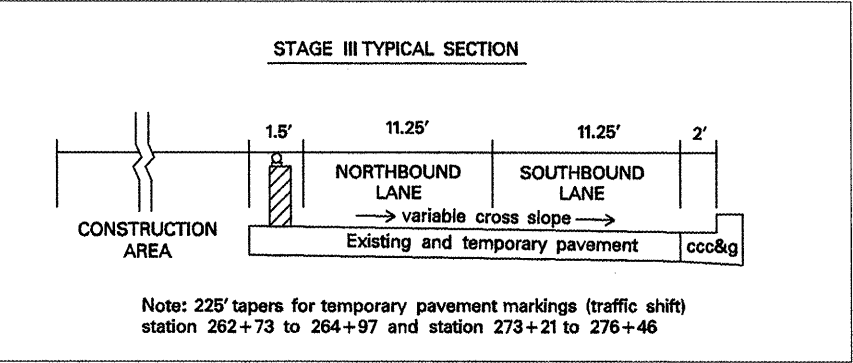 STAGE III TYPICAL SECTION
1.5' 11.25' 11.25' 2'
NORTHBOUND LANE
SOUTHBOUND LANE
variable cross slope
CONSTRUCTION AREA
Existing and temporary pavement ccc&g
Note: 225' tapers for temporary pavement markings (traffic shift)
station 262+73 to 264+97 and station 273+21 to 276+46